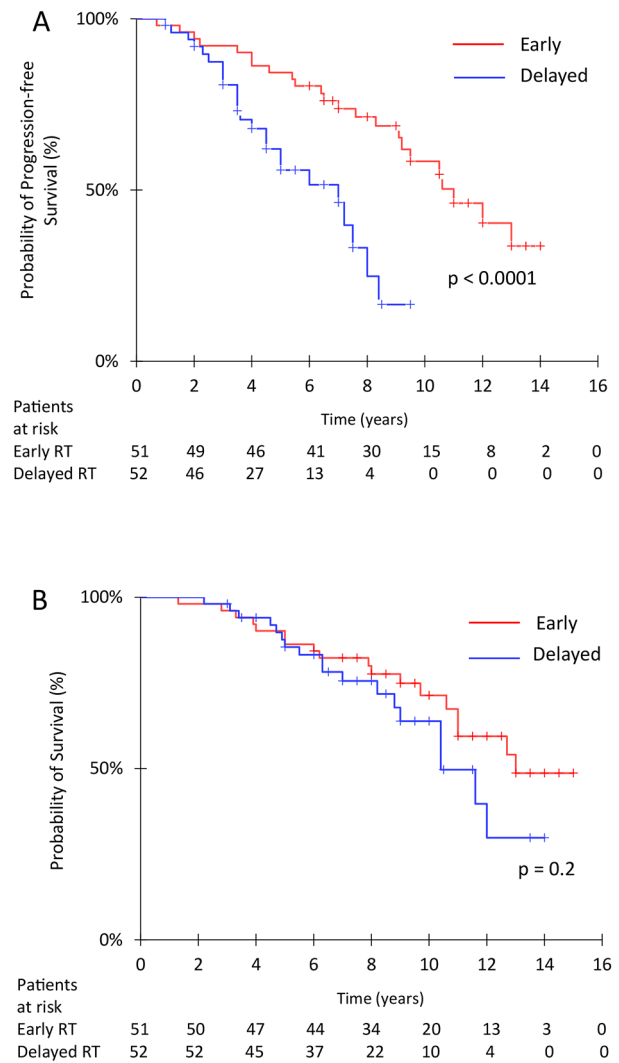 A
100%
50%
0%
Probability of Progression-free
Survival (%)
Early
Delayed
p < 0.0001
0 2 4 6 8 10 12 14 16
Time (years)
Patients
at risk
Early RT 51 49 46 41 30 15 8 2 0
Delayed RT 52 46 27 13 4 0 0 0 0
B
100%
50%
0%
Probability of Survival (%)
Early
Delayed
p = 0.2
0 2 4 6 8 10 12 14 16
Time (years)
Patients
at risk
Early RT 51 50 47 44 34 20 13 3 0
Delayed RT 52 52 45 37 22 10 4 0 0